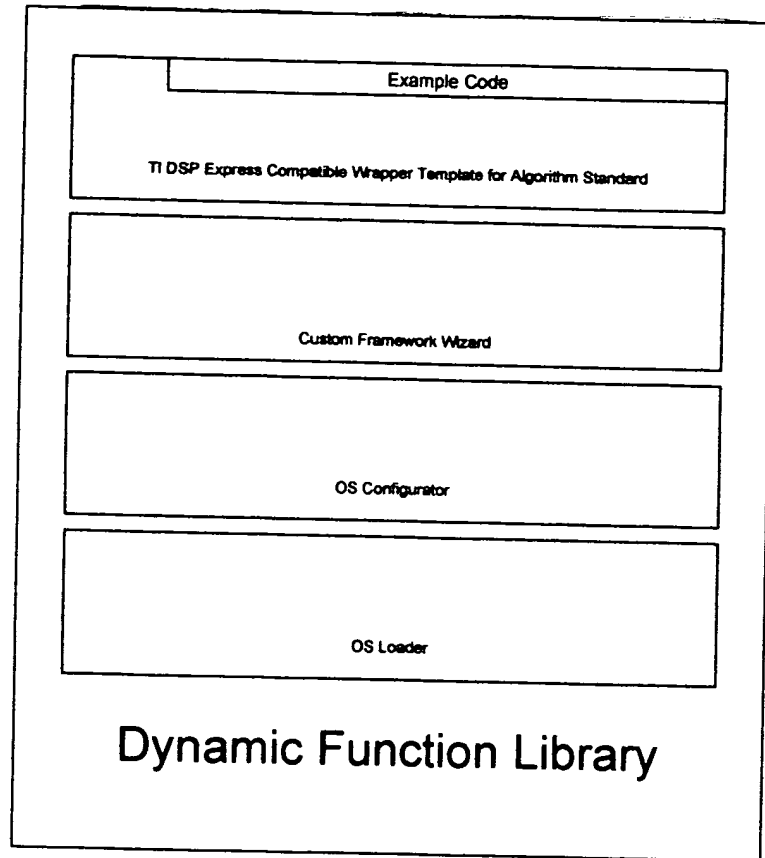 Example Code
TI DSP Express Compatible Wrapper Template for Algorithm Standard
Custom Framework Wizard
OS Configurator
OS Loader
Dynamic Function Library